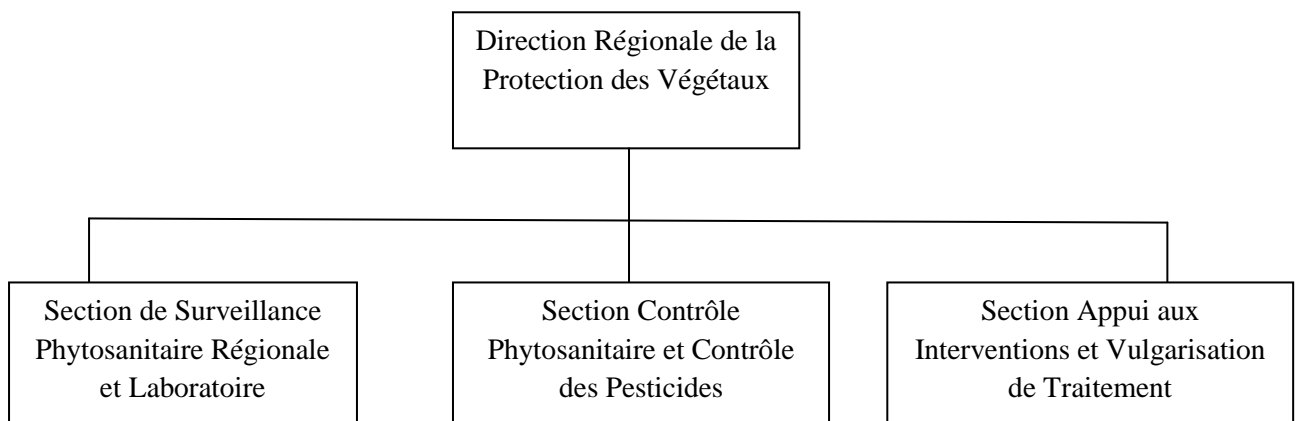 Direction Régionale de la
Protection des Végétaux
Section de Surveillance
Phytosanitaire Régionale
et Laboratoire
Section Contrôle
Phytosanitaire et Contrôle
des Pesticides
Section Appui aux
Interventions et Vulgarisation
de Traitement